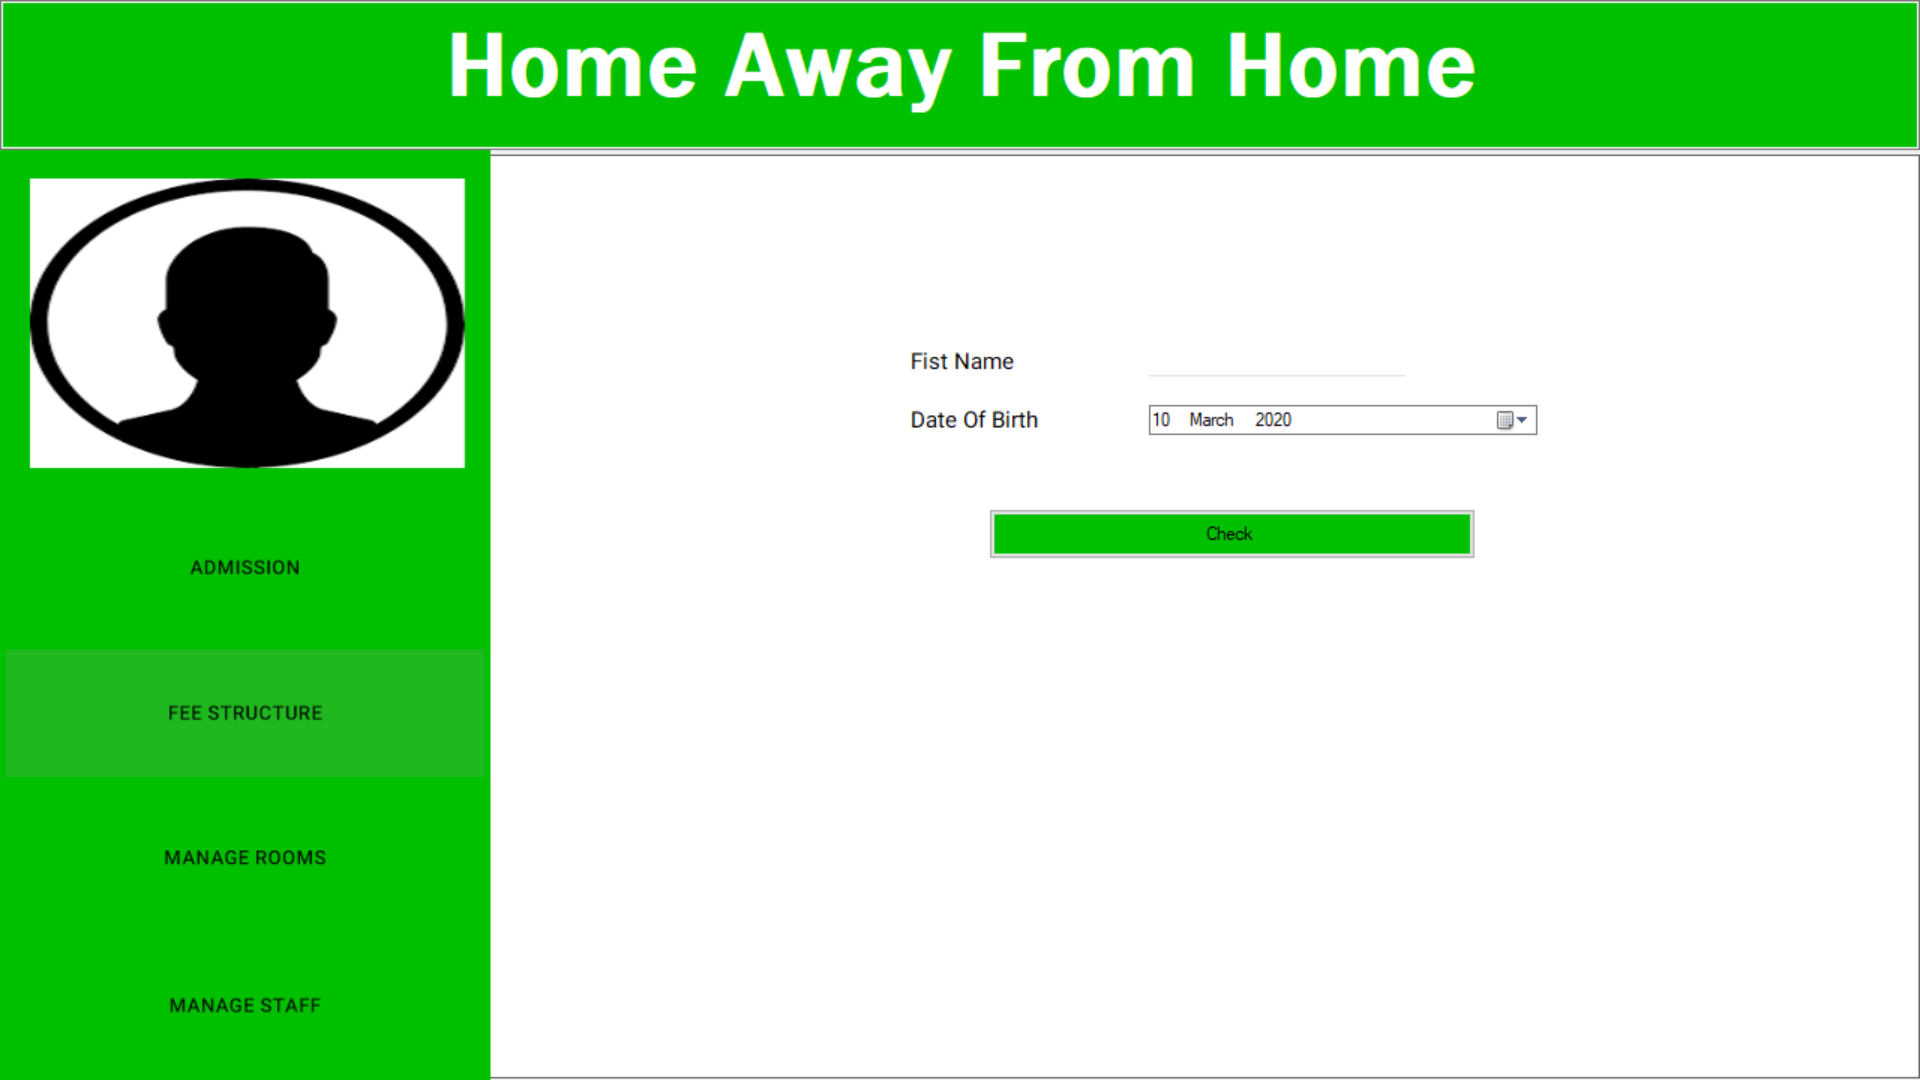 Home Away From Home
ADMISSION
FEE STRUCTURE
MANAGE ROOMS
MANAGE STAFF
Fist Name
Date Of Birth 10 March 2020
Check